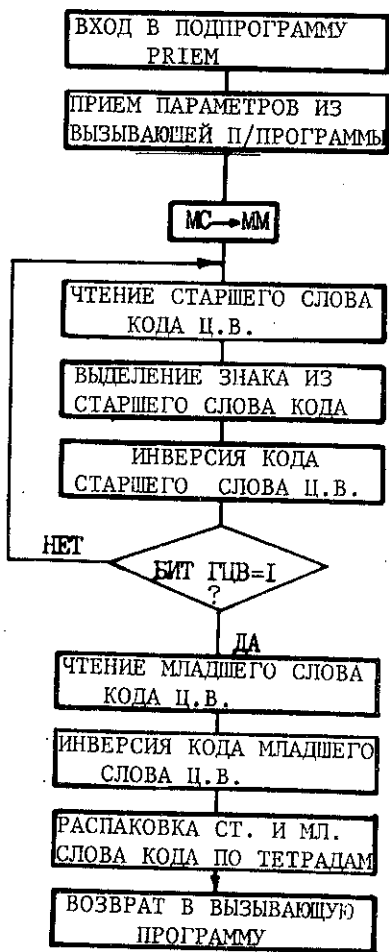 ВХОД В ПОДПРОГРАММУ
PRIEM
ПРИЕМ ПАРАМЕТРОВ ИЗ
ВЫЗЫВАЮЩЕЙ П/ПРОГРАММЫ
МС→ММ
ЧТЕНИЕ СТАРШЕГО СЛОВА
КОДА Ц.В.
ВЫДЕЛЕНИЕ ЗНАКА ИЗ
СТАРШЕГО СЛОВА КОДА
ИНВЕРСИЯ КОДА
СТАРШЕГО СЛОВА Ц.В.
НЕТ
БИТ ГЦВ=I
?
ДА
ЧТЕНИЕ МЛАДШЕГО СЛОВА
КОДА Ц.В.
ИНВЕРСИЯ КОДА МЛАДШЕГО
СЛОВА Ц.В.
РАСПАКОВКА СТ. И МЛ.
СЛОВА КОДА ПО ТЕТРАДАМ
ВОЗВРАТ В ВЫЗЫВАЮЩУЮ
ПРОГРАММУ